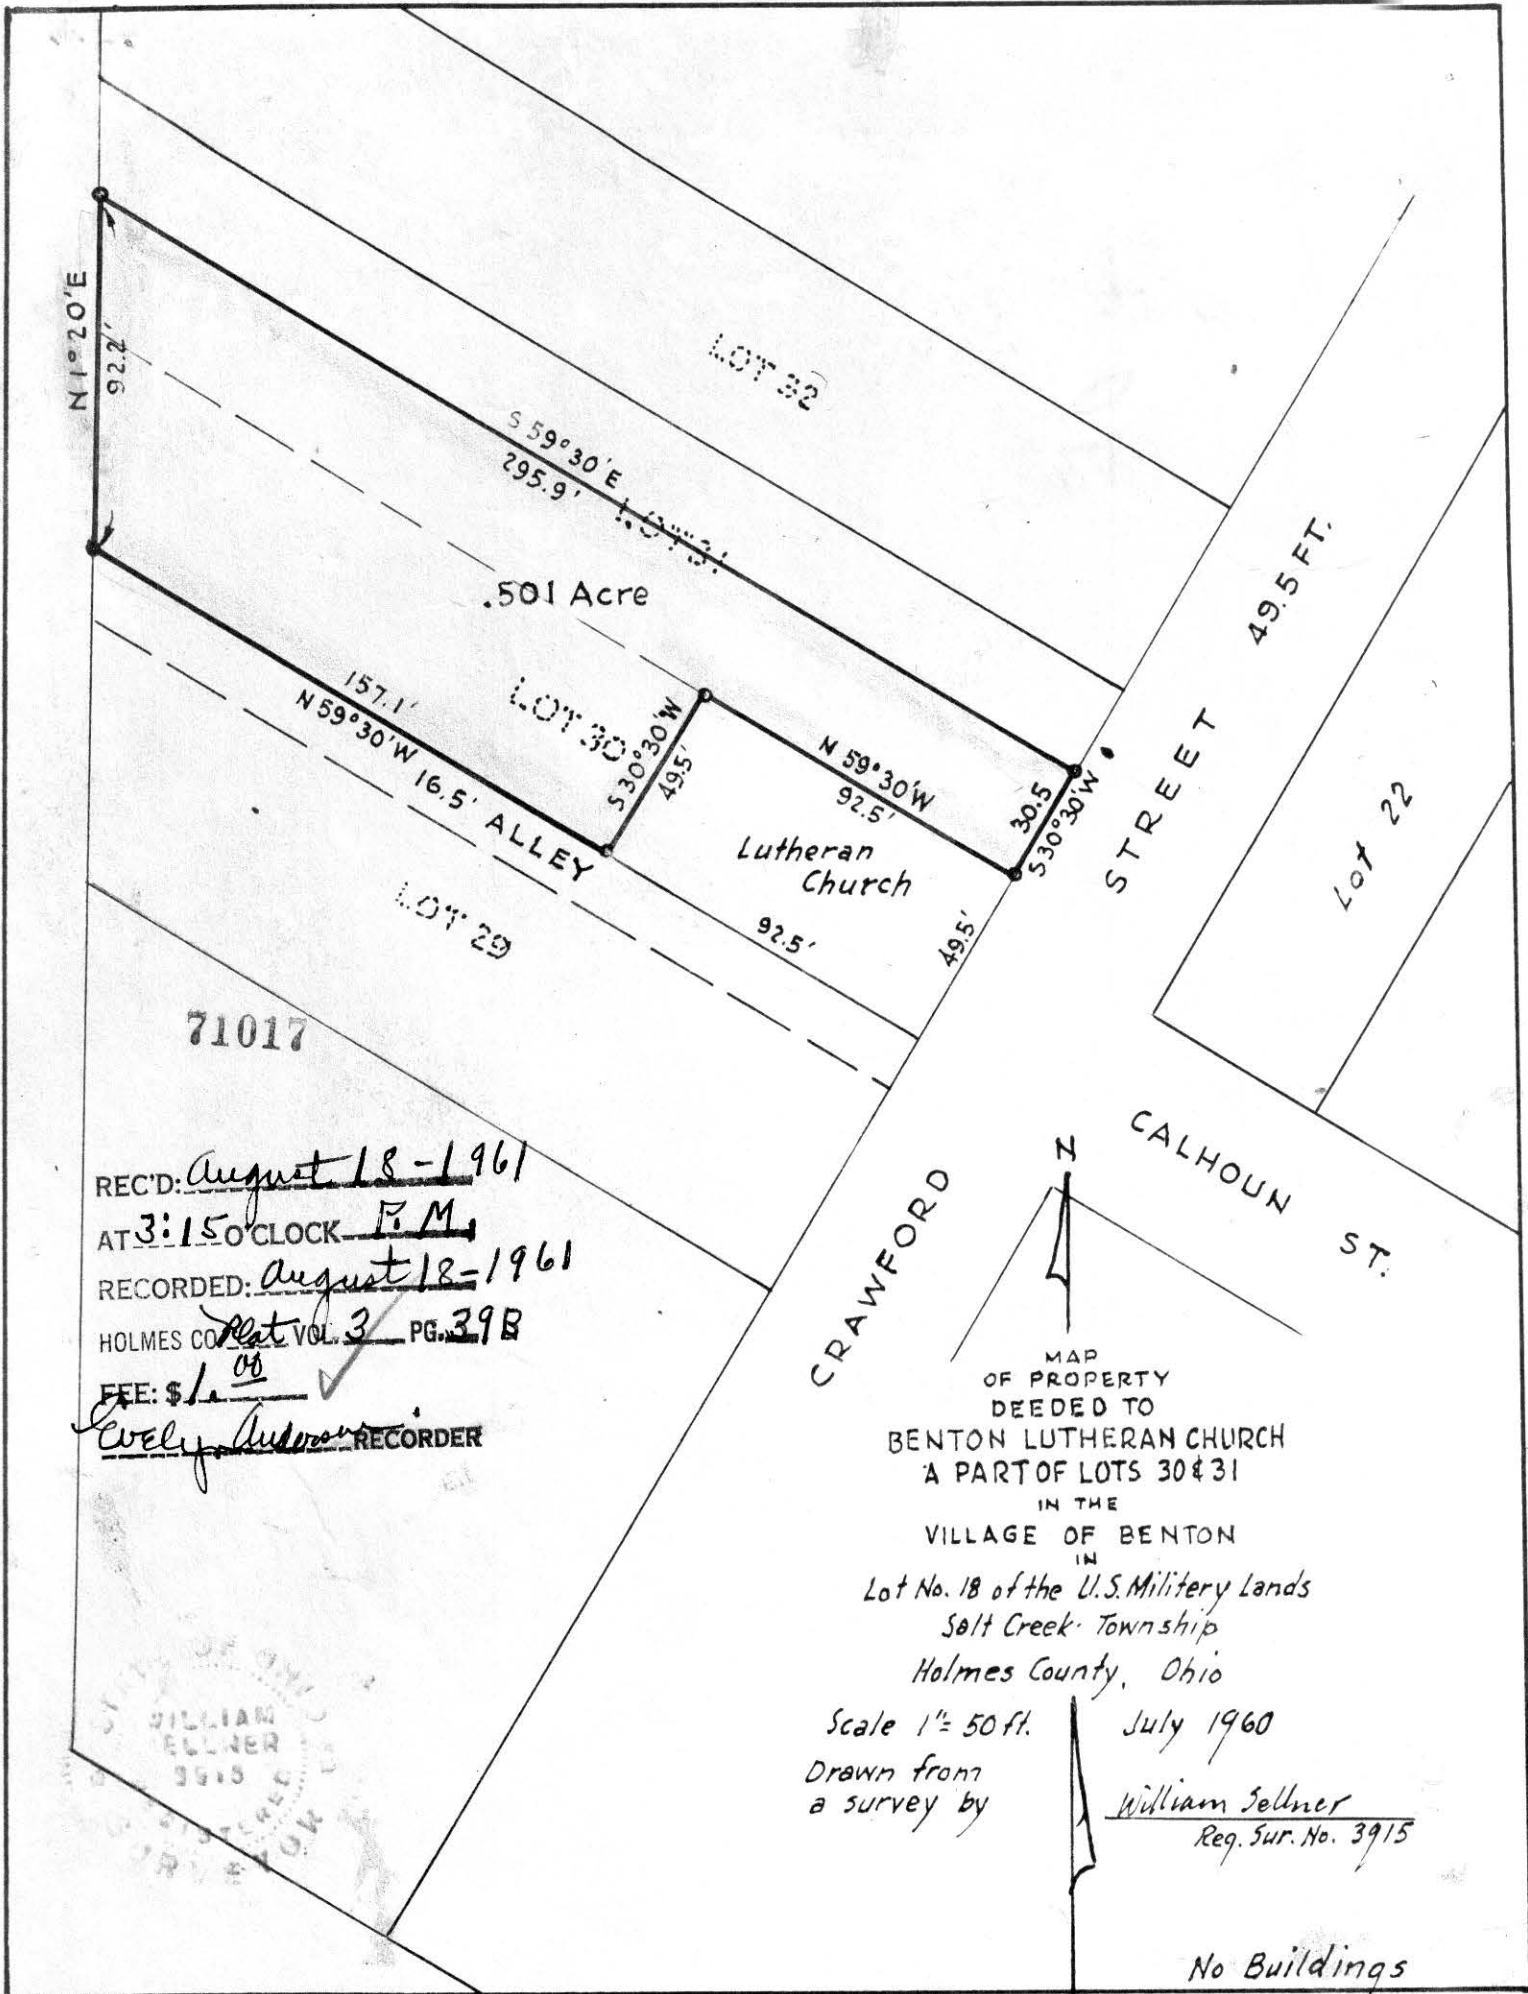 N 1° 20' E
92.2'
LOT 32
S 59° 30' E
295.9'
LOT 31
.501 Acre
49.5 FT.
157.1'
N 59° 30' W
16.5' ALLEY
LOT 30
S 30° 30' W
49.5'
N 59° 30' W
92.5'
30.5
S 30° 30' W
STREET
Lot 22
Lutheran
Church
92.5'
49.5'
LOT 29
71017
CALHOUN ST.
N
CRAWFORD
REC'D: August 18-1961
AT 3:15 O'CLOCK P. M.
RECORDED: August 18-1961
HOLMES CO. Plat VOL. 3 PG. 39B
FEE: $ 1.00
Evelyn Anderson RECORDER
MAP
OF PROPERTY
DEEDED TO
BENTON LUTHERAN CHURCH
A PART OF LOTS 30 & 31
IN THE
VILLAGE OF BENTON
IN
Lot No. 18 of the U.S. Militery Lands
Salt Creek Township
Holmes County, Ohio
Scale 1" = 50 ft. July 1960
Drawn from
a survey by
William Sellner
Reg. Sur. No. 3915
WILLIAM
ELLNER
No Buildings